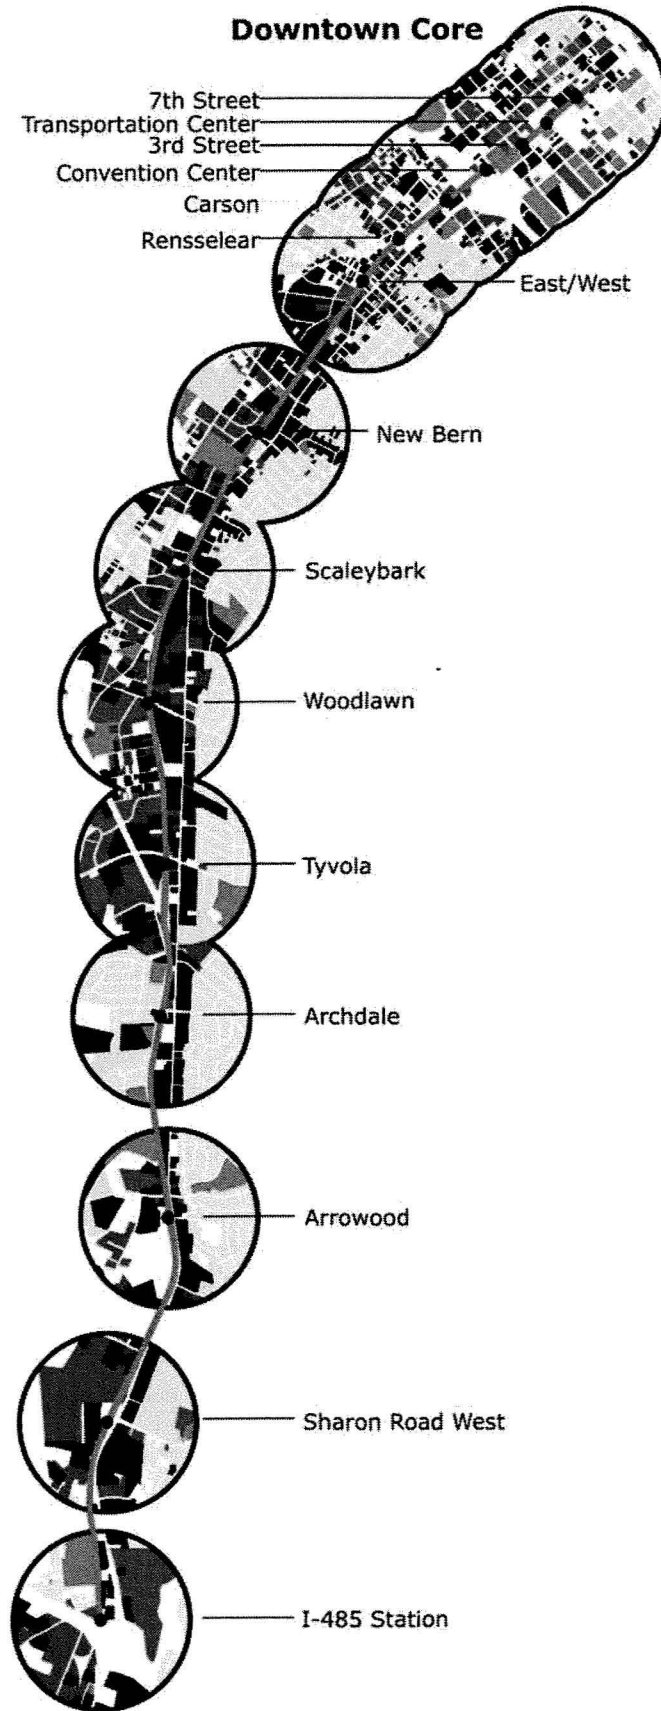 Downtown Core
7th Street
Transportation Center
3rd Street
Convention Center
Carson
Rensselear
East/West
New Bern
Scaleybark
Woodlawn
Tyvola
Archdale
Arrowood
Sharon Road West
I-485 Station